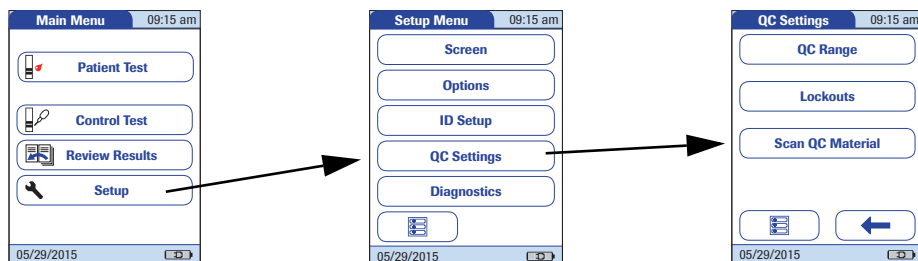 Main Menu 09:15 am
Patient Test
Control Test
Review Results
Setup
05/29/2015
Setup Menu 09:15 am
Screen
Options
ID Setup
QC Settings
Diagnostics
05/29/2015
QC Settings 09:15 am
QC Range
Lockouts
Scan QC Material
05/29/2015